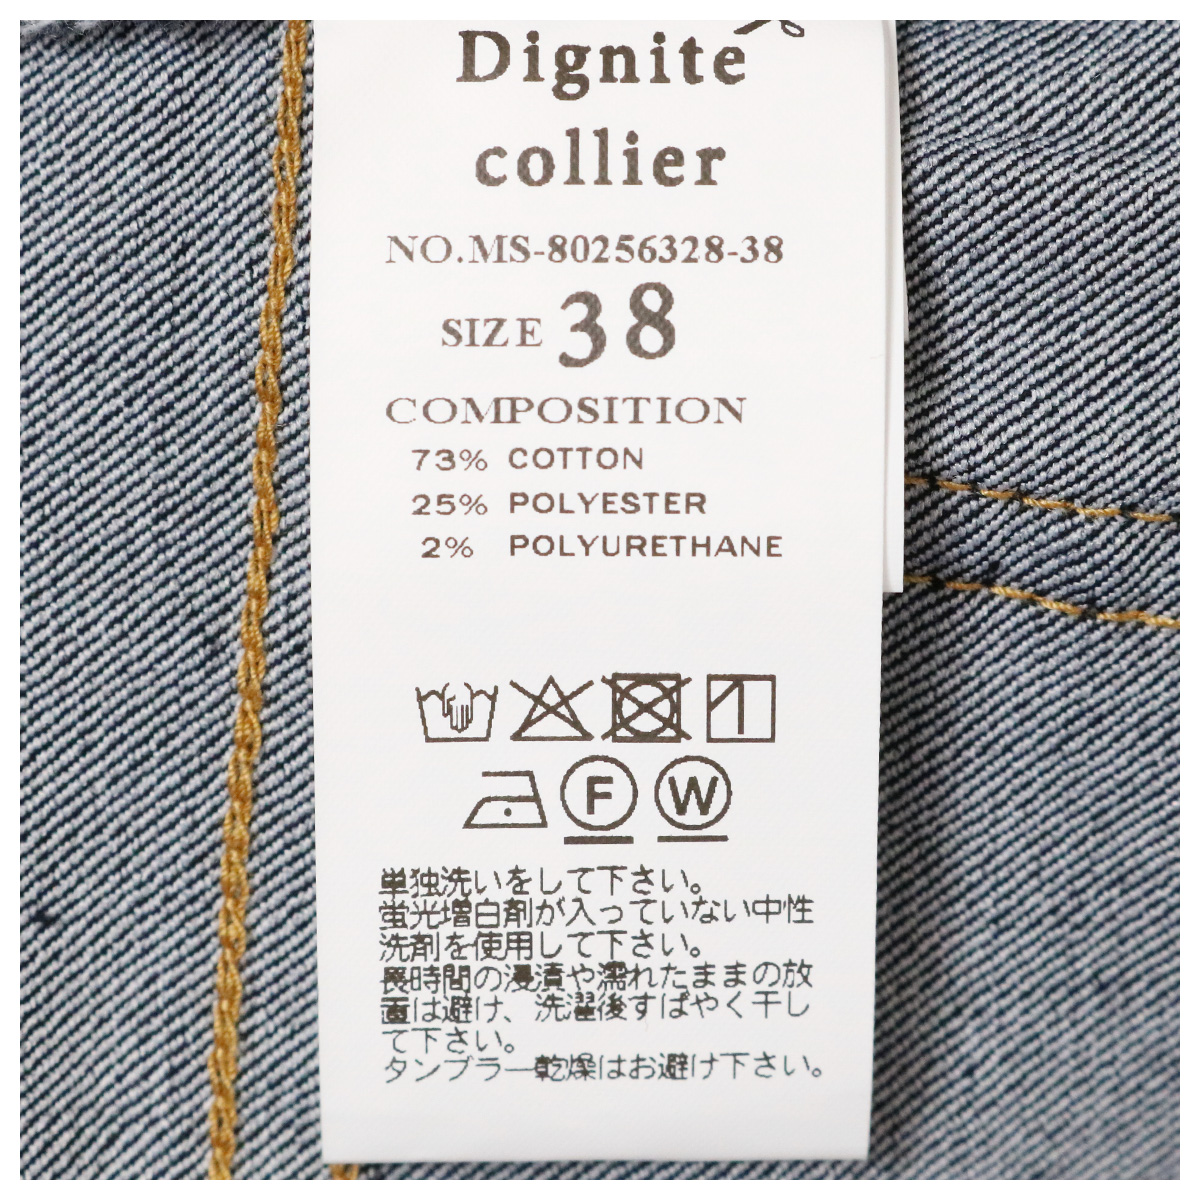 Dignite
collier
NO.MS-80256328-38
SIZE 38
COMPOSITION
73% COTTON
25% POLYESTER
2% POLYURETHANE
F W
単独洗いをして下さい。
蛍光増白剤が入っていない中性
洗剤を使用して下さい。
長時間の浸漬や濡れたままの放
置は避け、洗濯後すばやく干し
て下さい。
タンブラー乾燥はお避け下さい。